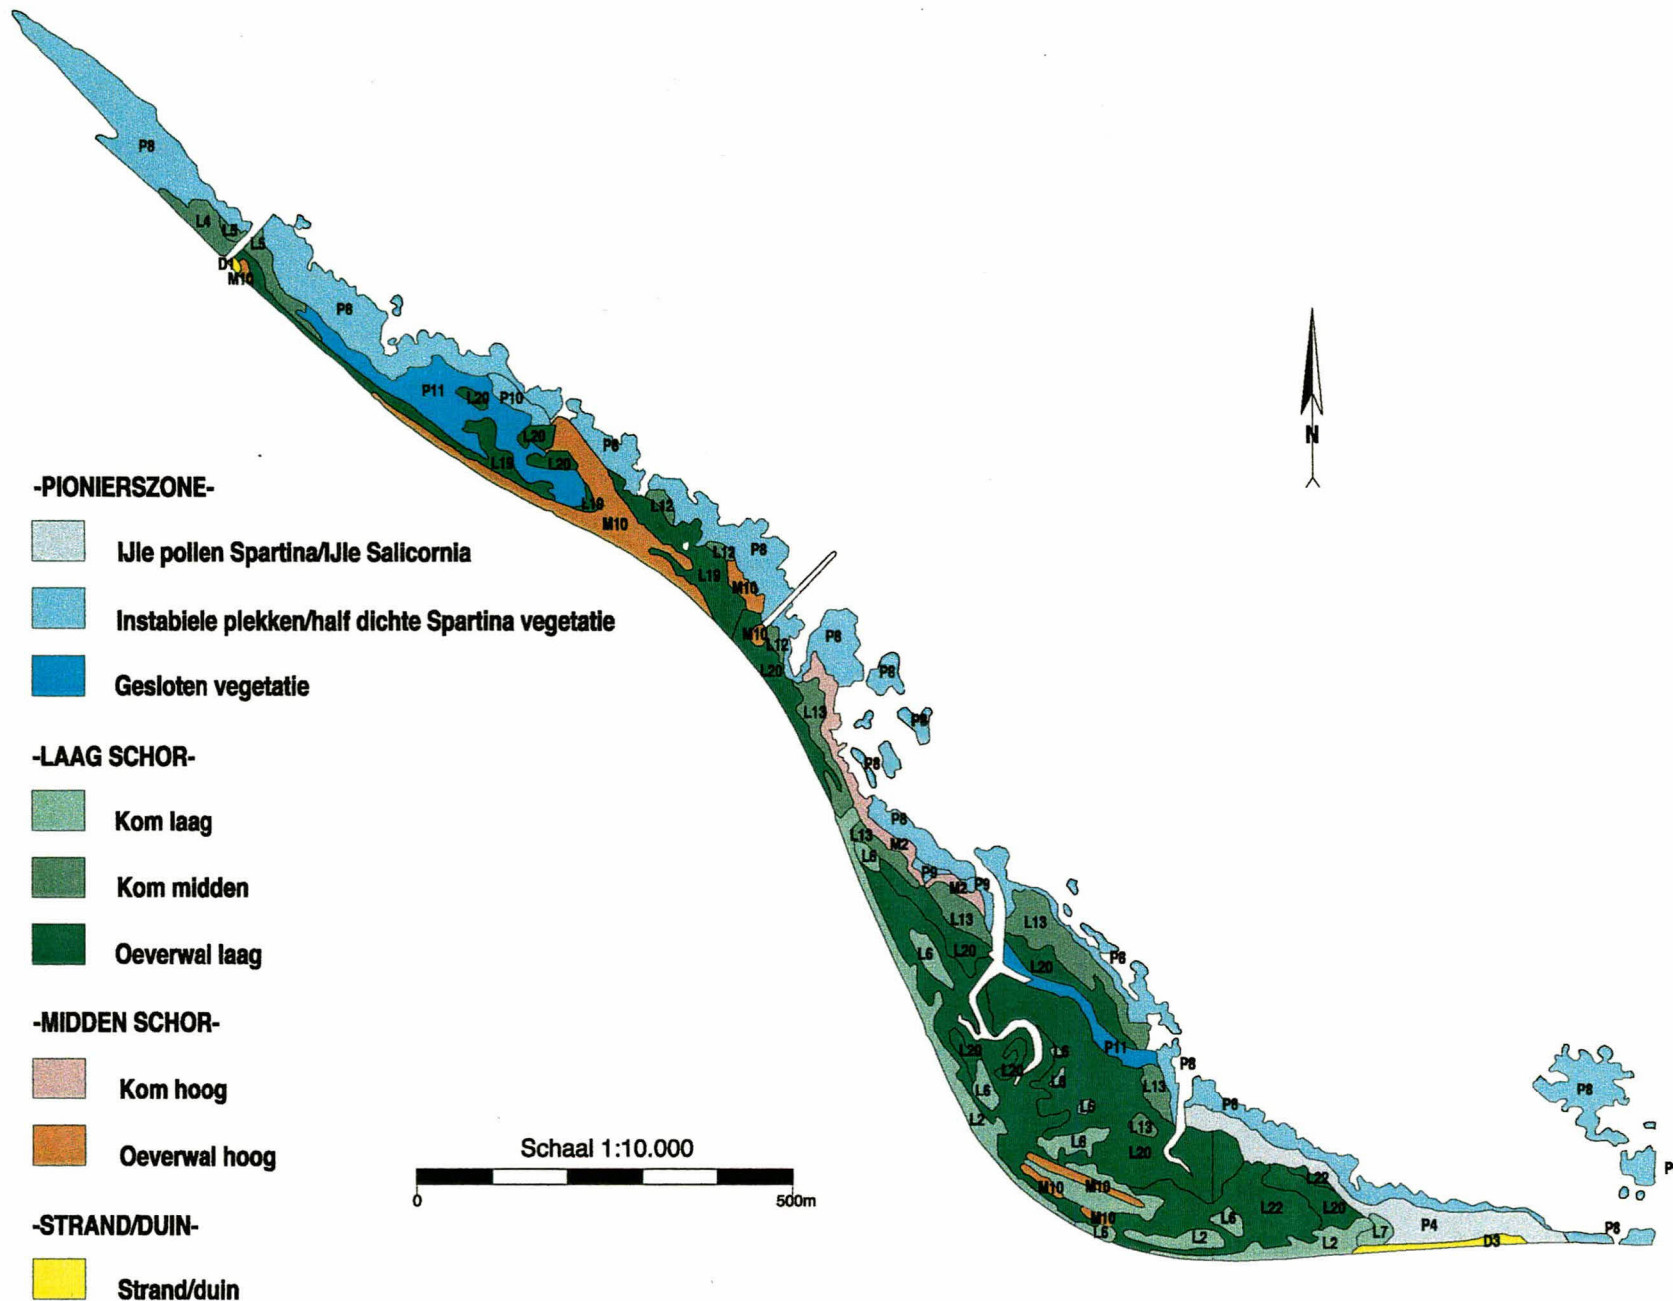 P8
L4
L5
L5
D1
M10
P8
P11
L20
P10
L20
P8
L19
L20
L19
M10
L12
L12
P8
L19
M10
M10
L12
L20
P8
P8
L13
P8
P8
N
-PIONIERSZONE-
IJle pollen Spartina/IJle Salicornia
Instabiele plekken/half dichte Spartina vegetatie
Gesloten vegetatie
-LAAG SCHOR-
Kom laag
Kom midden
Oeverwal laag
-MIDDEN SCHOR-
Kom hoog
Oeverwal hoog
-STRAND/DUIN-
Strand/duin
Schaal 1:10.000
0 500m
P8
L13
M2
L6
P9
M2 P9
L13
L13
L6
L20
L20
P8
L20
L6
P11
L20
L6
P8
L6
L13
L6
P8
P8
L2
L13
L6
L20
M10
M10
L22
L22
L20
M10
L6
L6
L2
L2
L7
P4
D3
P8
P